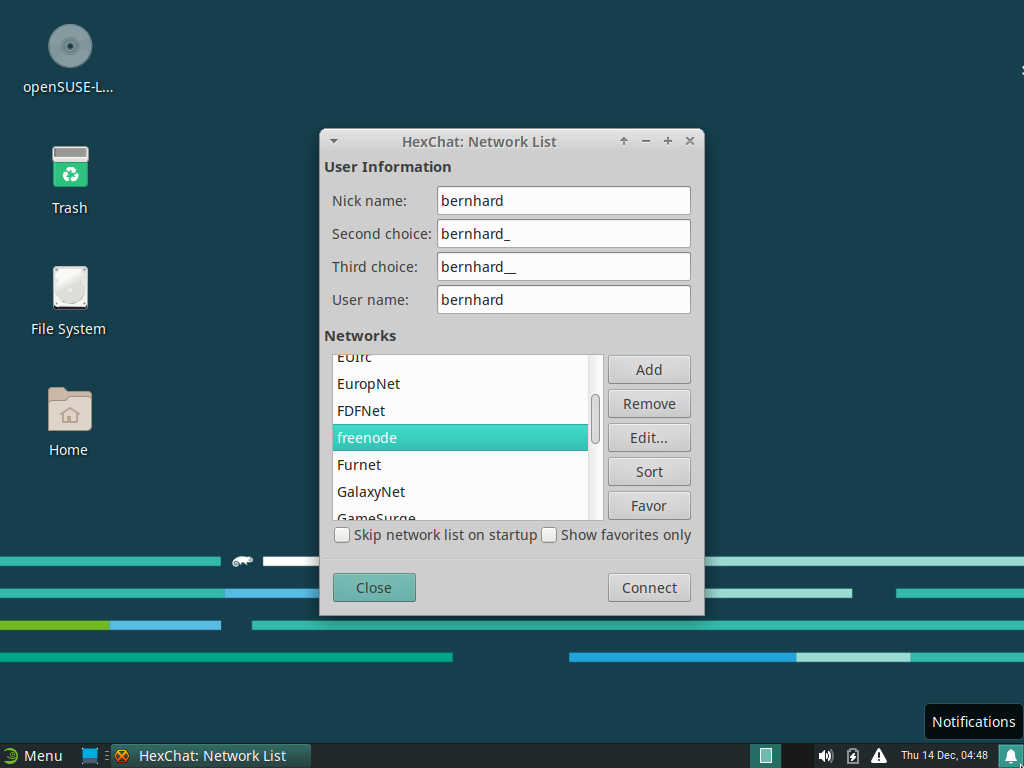 openSUSE-L...
Trash
File System
Home
HexChat: Network List
User Information
Nick name: bernhard
Second choice: bernhard_
Third choice: bernhard__
User name: bernhard
Networks
EUIrc
EuropNet
FDFNet
freenode
Furnet
GalaxyNet
GameSurge
Add
Remove
Edit...
Sort
Favor
Skip network list on startup
Show favorites only
Close
Connect
Notifications
Menu
HexChat: Network List
Thu 14 Dec, 04:48